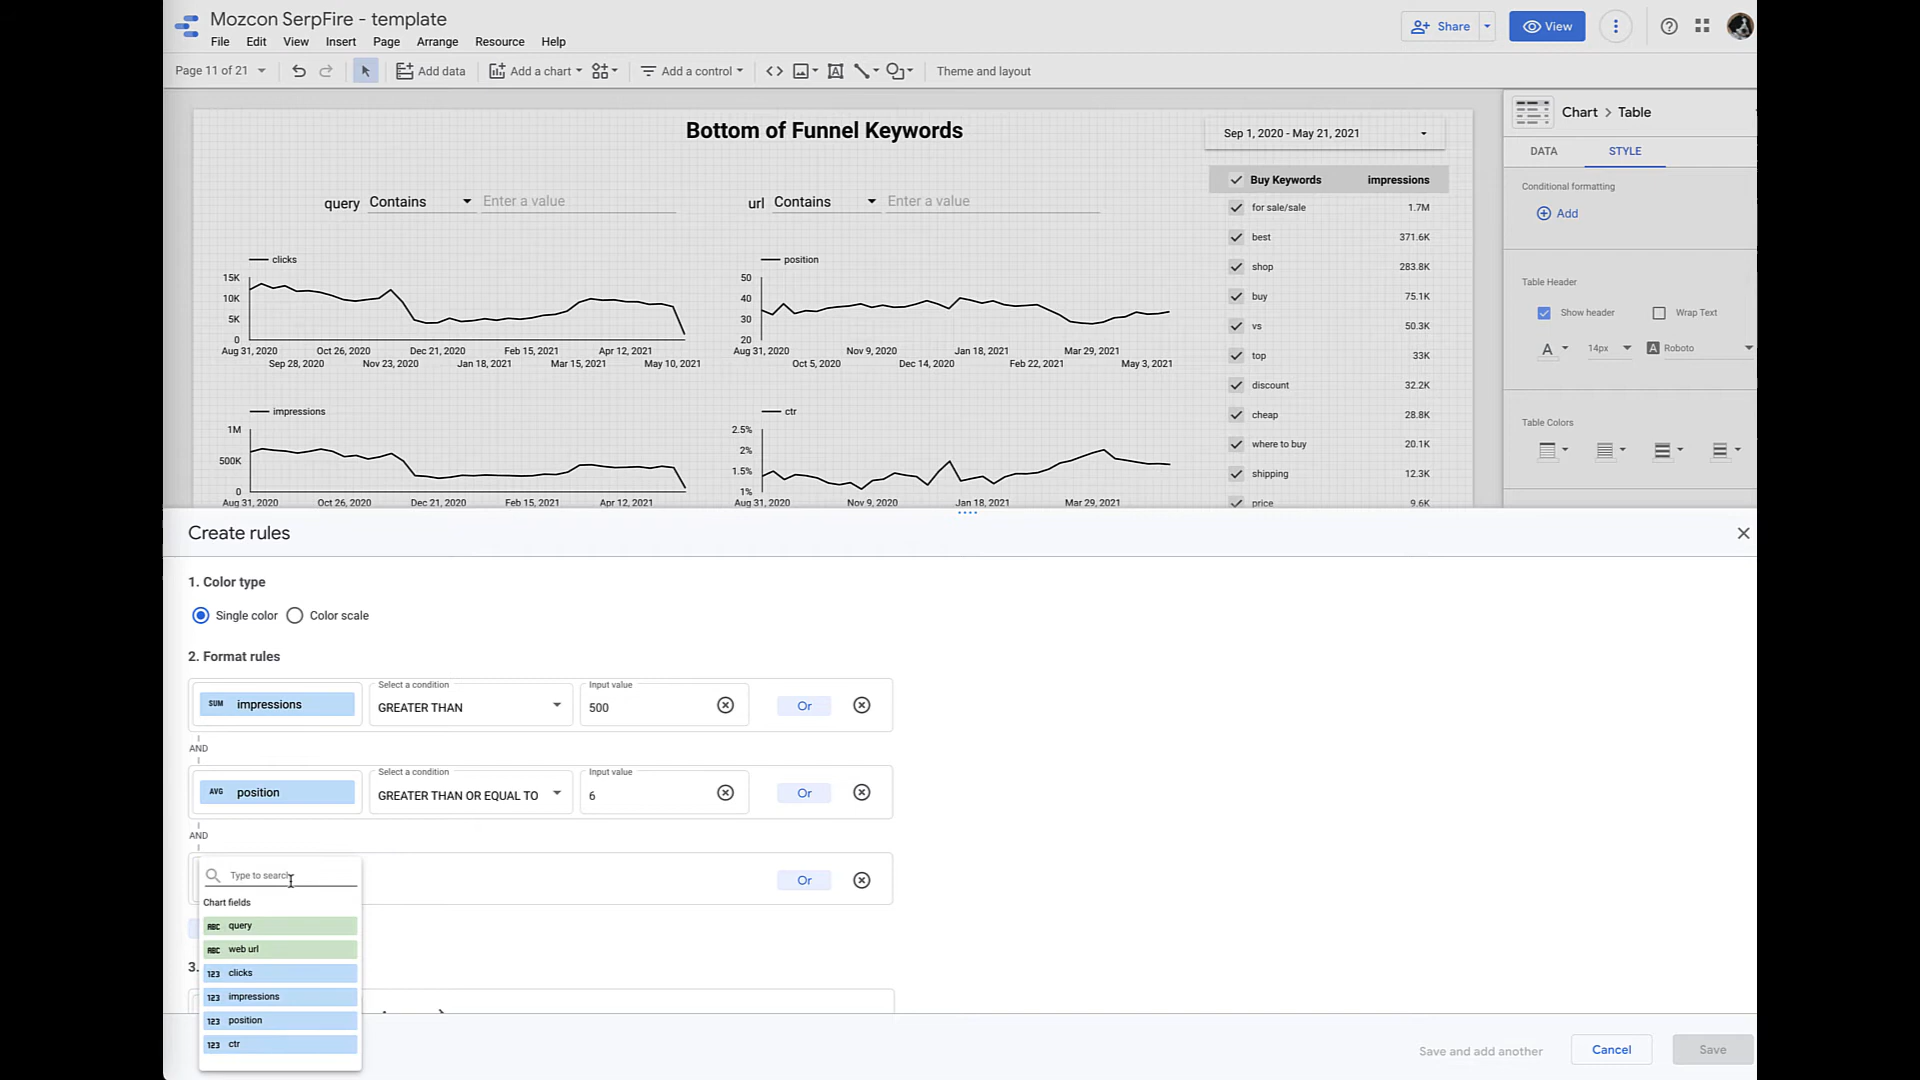 Mozcon SerpFire - template
File Edit View Insert Page Arrange Resource Help
Share View
Page 11 of 21 Add data Add a chart Add a control Theme and layout
Bottom of Funnel Keywords
Sep 1, 2020 - May 21, 2021
query Contains Enter a value url Contains Enter a value
clicks
15K
10K
5K
0
Aug 31, 2020 Oct 26, 2020 Dec 21, 2020 Feb 15, 2021 Apr 12, 2021
Sep 28, 2020 Nov 23, 2020 Jan 18, 2021 Mar 15, 2021 May 10, 2021
position
50
40
30
20
Aug 31, 2020 Nov 9, 2020 Jan 18, 2021 Mar 29, 2021
Oct 5, 2020 Dec 14, 2020 Feb 22, 2021 May 3, 2021
impressions
1M
500K
0
Aug 31, 2020 Oct 26, 2020 Dec 21, 2020 Feb 15, 2021 Apr 12, 2021
ctr
2.5%
2%
1.5%
1%
Aug 31, 2020 Nov 9, 2020 Jan 18, 2021 Mar 29, 2021
Buy Keywords impressions
for sale/sale 1.7M
best 371.6K
shop 283.8K
buy 75.1K
vs 50.3K
top 33K
discount 32.2K
cheap 28.8K
where to buy 20.1K
shipping 12.3K
price 9.6K
Chart > Table
DATA STYLE
Conditional formatting
Add
Table Header
Show header Wrap Text
A 14px A Roboto
Table Colors
Create rules
1. Color type
Single color Color scale
2. Format rules
SUM impressions Select a condition GREATER THAN Input value 500 Or
AND
AVG position Select a condition GREATER THAN OR EQUAL TO Input value 6 Or
AND
Type to search Or
Chart fields
ABC query
ABC web url
3.
123 clicks
123 impressions
123 position
123 ctr
Save and add another Cancel Save